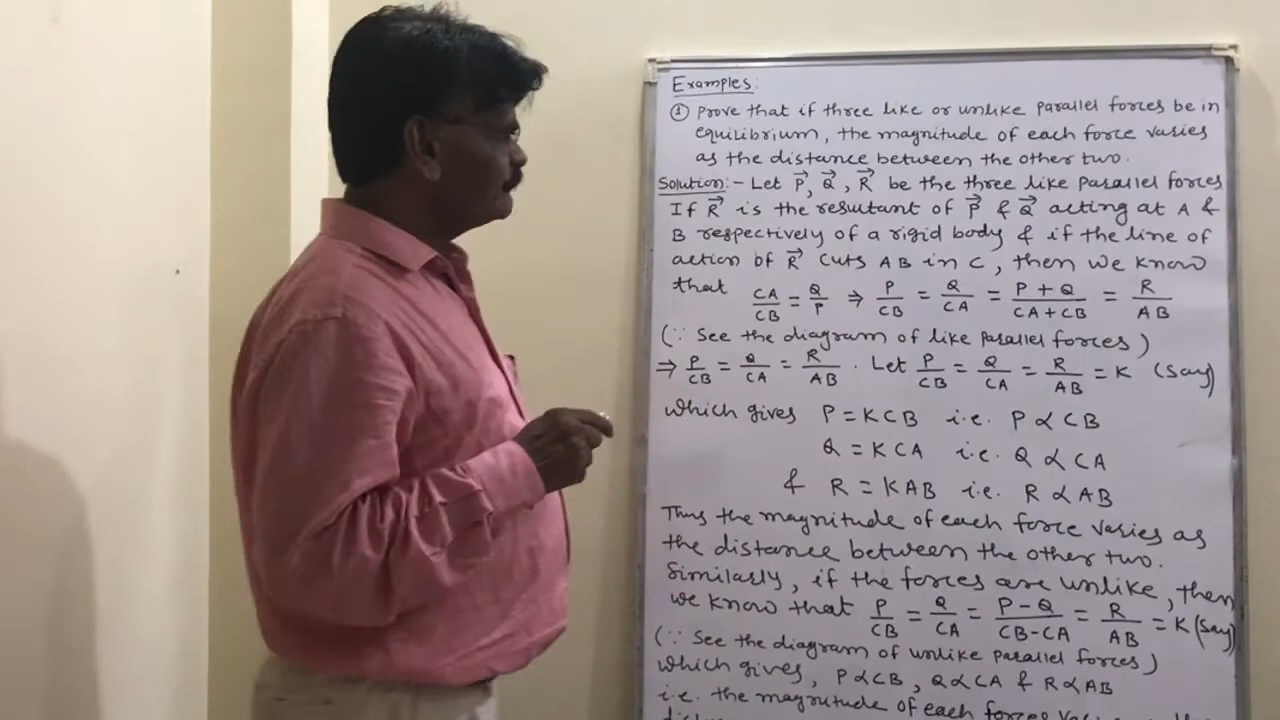 Examples:
① Prove that if three like or unlike parallel forces be in
equilibrium, the magnitude of each force varies
as the distance between the other two.
Solution:- Let P⃗, Q⃗, R⃗ be the three like parallel forces
If R⃗ is the resultant of P⃗ & Q⃗ acting at A &
B respectively of a rigid body & if the line of
action of R⃗ cuts AB in C, then we know
that CA/CB = Q/P ⇒ P/CB = Q/CA = (P+Q)/(CA+CB) = R/AB
(∵ See the diagram of like parallel forces)
⇒ P/CB = Q/CA = R/AB . Let P/CB = Q/CA = R/AB = K (say)
which gives P = KCB i.e. P ∝ CB
Q = KCA i.e. Q ∝ CA
& R = KAB i.e. R ∝ AB
Thus the magnitude of each force varies as
the distance between the other two.
Similarly, if the forces are unlike, then
we know that P/CB = Q/CA = (P-Q)/(CB-CA) = R/AB = K (say)
(∵ See the diagram of unlike parallel forces)
which gives, P∝CB, Q∝CA & R∝AB
i.e. the magnitude of each force